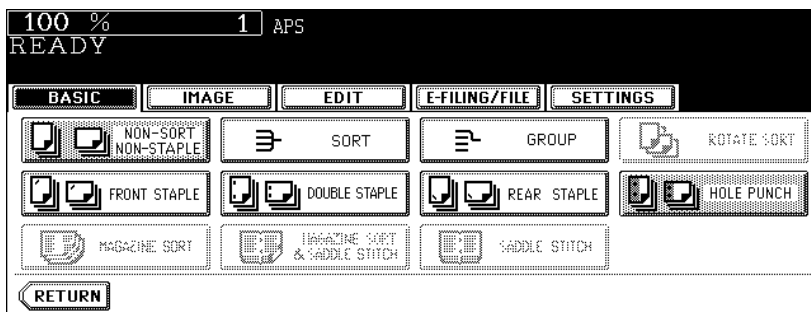 100 % 1 APS
READY
BASIC IMAGE EDIT E-FILING/FILE SETTINGS
NON-SORT
NON-STAPLE
SORT
GROUP
ROTATE SORT
FRONT STAPLE
DOUBLE STAPLE
REAR STAPLE
HOLE PUNCH
MAGAZINE SORT
MAGAZINE SORT
& SADDLE STITCH
SADDLE STITCH
RETURN